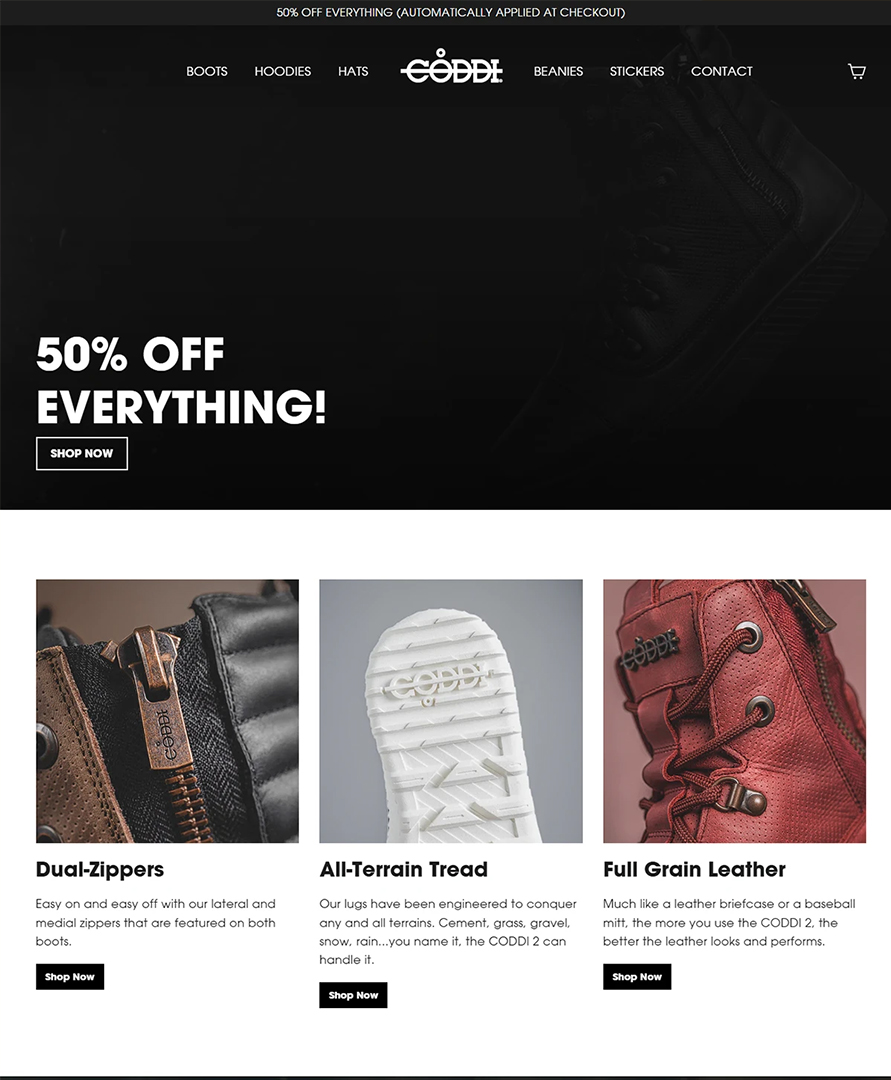 50% OFF EVERYTHING (AUTOMATICALLY APPLIED AT CHECKOUT)
BOOTS HOODIES HATS CODDI BEANIES STICKERS CONTACT
50% OFF
EVERYTHING!
SHOP NOW
CODDI
CODDI
CODDI
Dual-Zippers
Easy on and easy off with our lateral and
medial zippers that are featured on both
boots.
Shop Now
All-Terrain Tread
Our lugs have been engineered to conquer
any and all terrains. Cement, grass, gravel,
snow, rain...you name it, the CODDI 2 can
handle it.
Shop Now
Full Grain Leather
Much like a leather briefcase or a baseball
mitt, the more you use the CODDI 2, the
better the leather looks and performs.
Shop Now